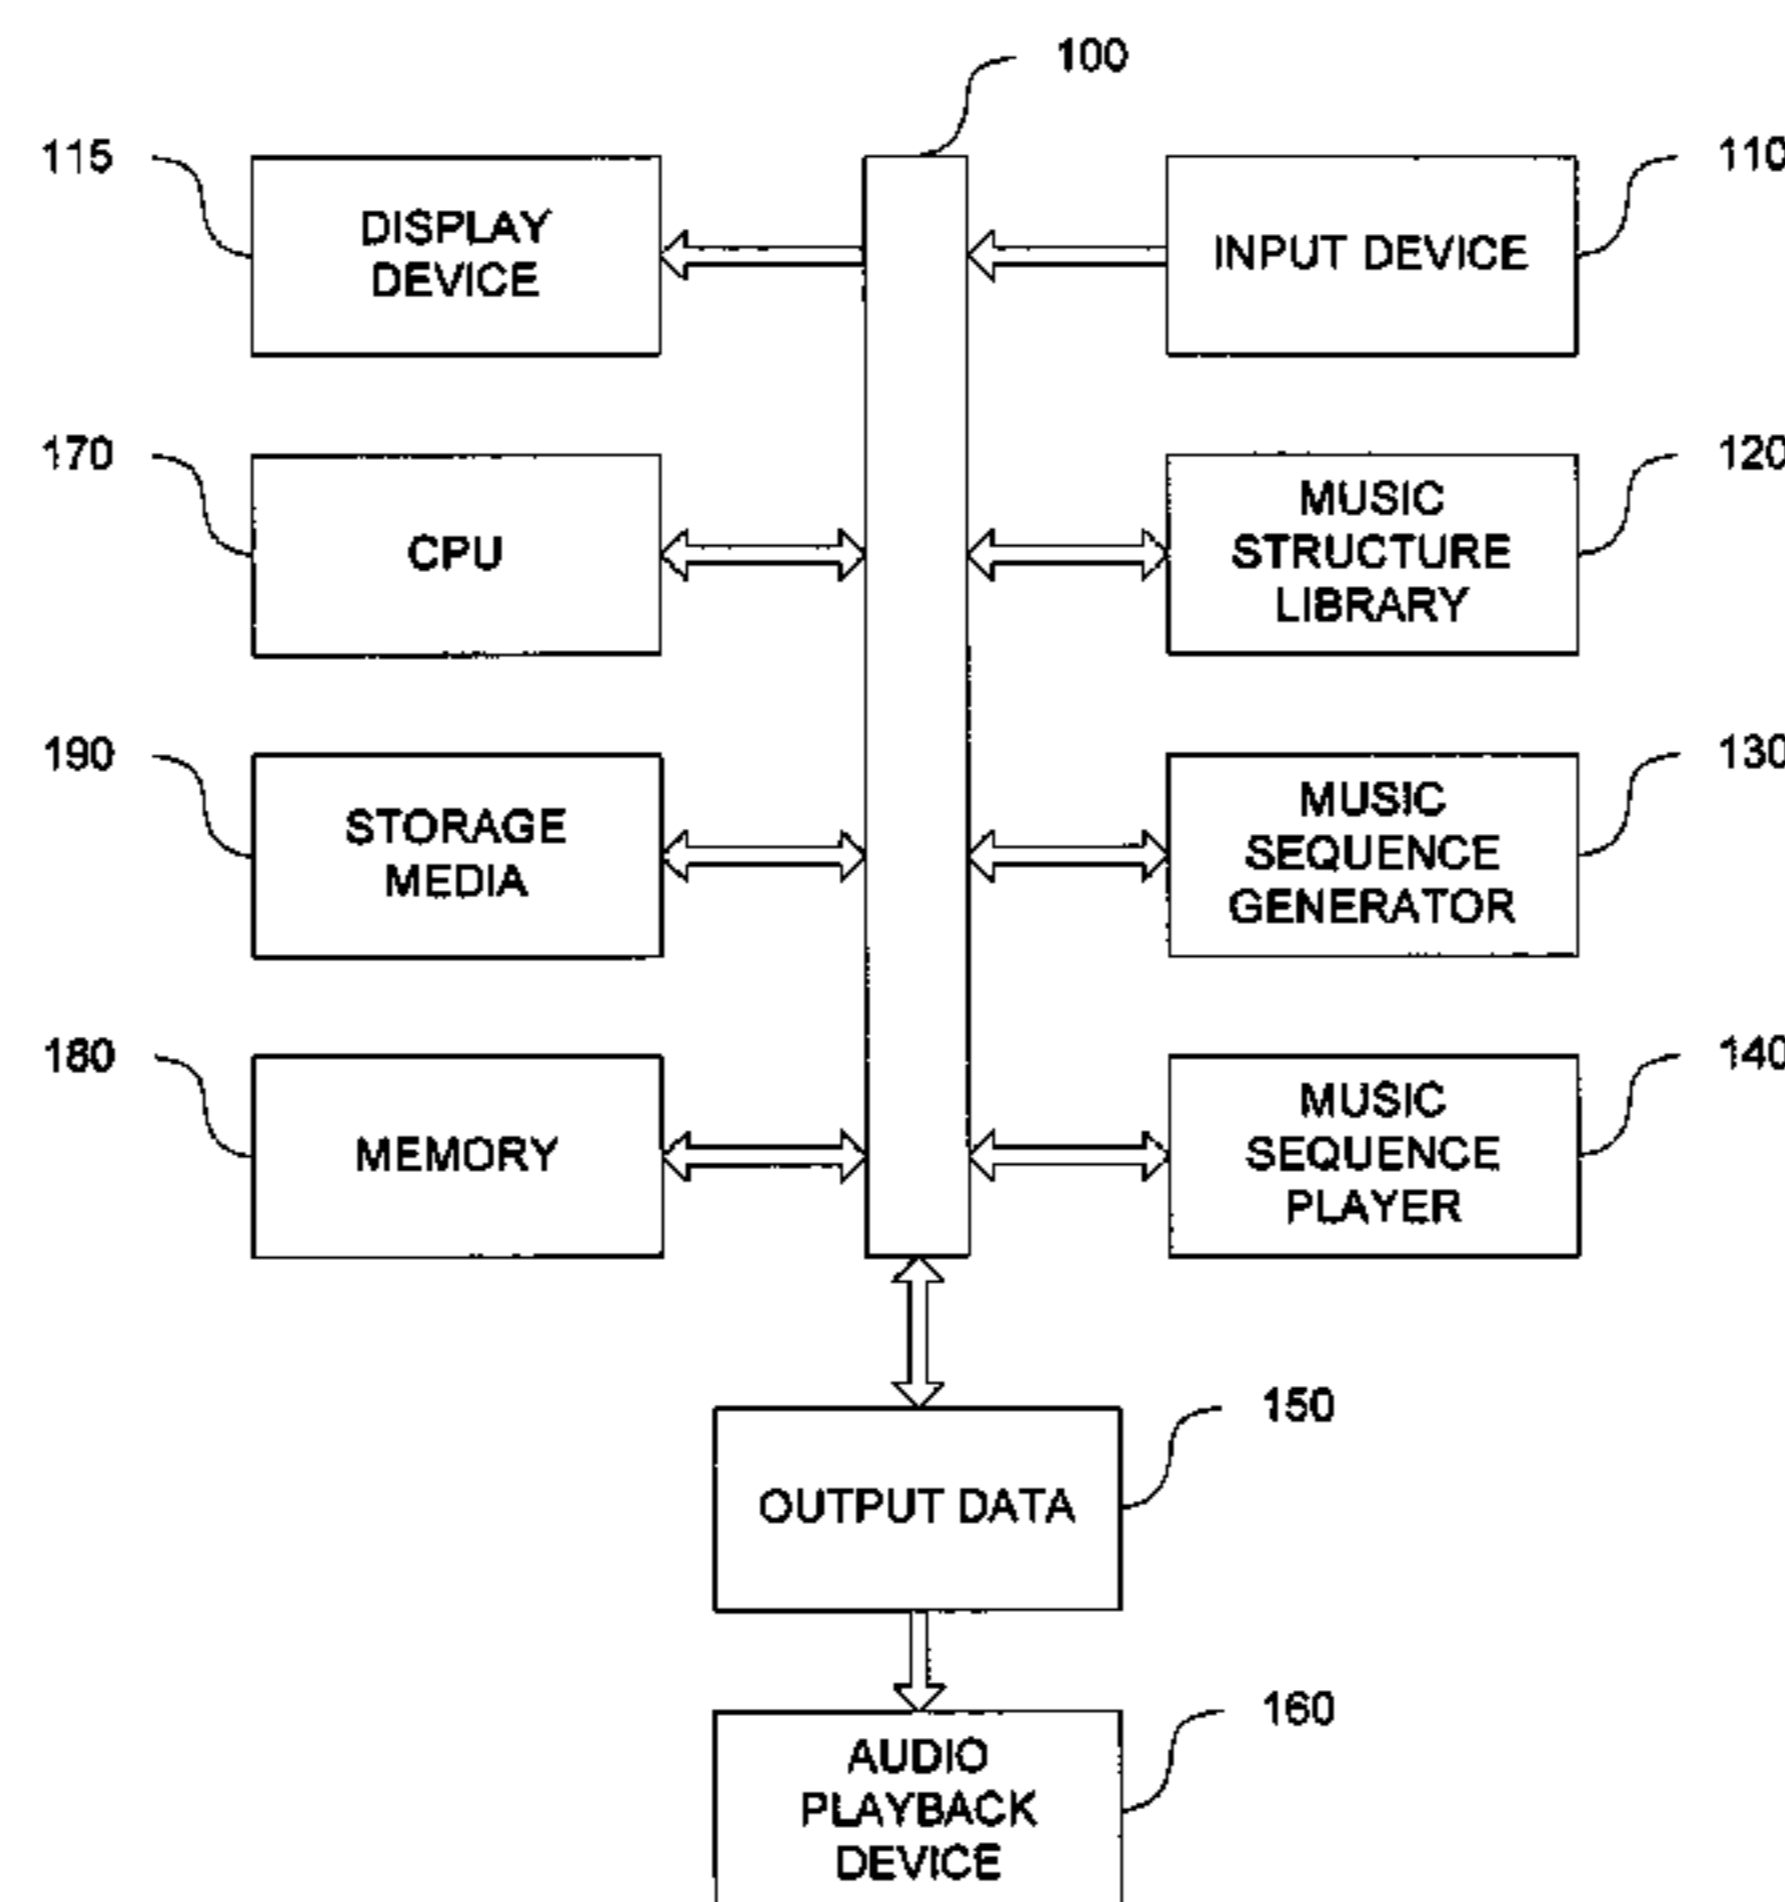 100
115
DISPLAY
DEVICE
INPUT DEVICE
110
170
CPU
MUSIC
STRUCTURE
LIBRARY
120
190
STORAGE
MEDIA
MUSIC
SEQUENCE
GENERATOR
130
180
MEMORY
MUSIC
SEQUENCE
PLAYER
140
150
OUTPUT DATA
160
AUDIO
PLAYBACK
DEVICE